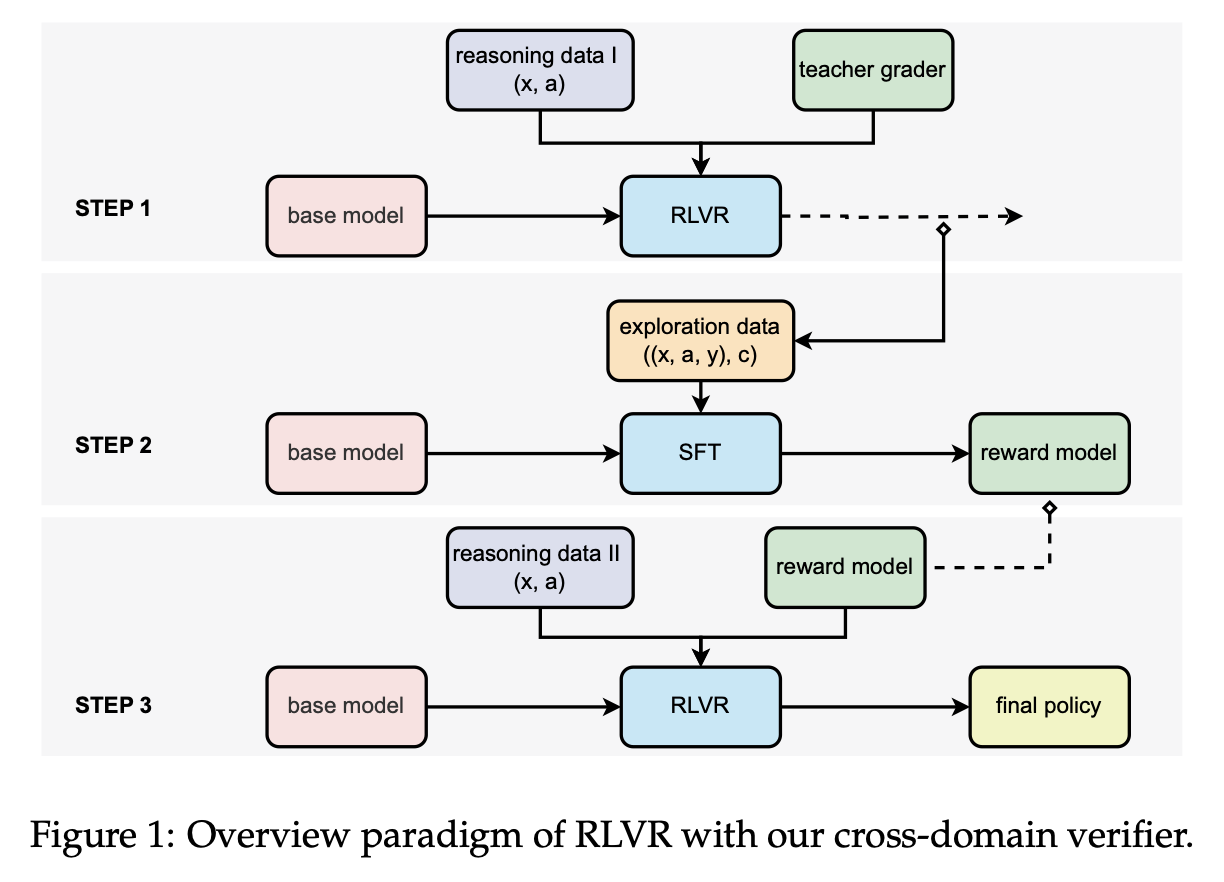 reasoning data I
(x, a)
teacher grader
STEP 1
base model
RLVR
exploration data
((x, a, y), c)
STEP 2
base model
SFT
reward model
reasoning data II
(x, a)
reward model
STEP 3
base model
RLVR
final policy
Figure 1: Overview paradigm of RLVR with our cross-domain verifier.